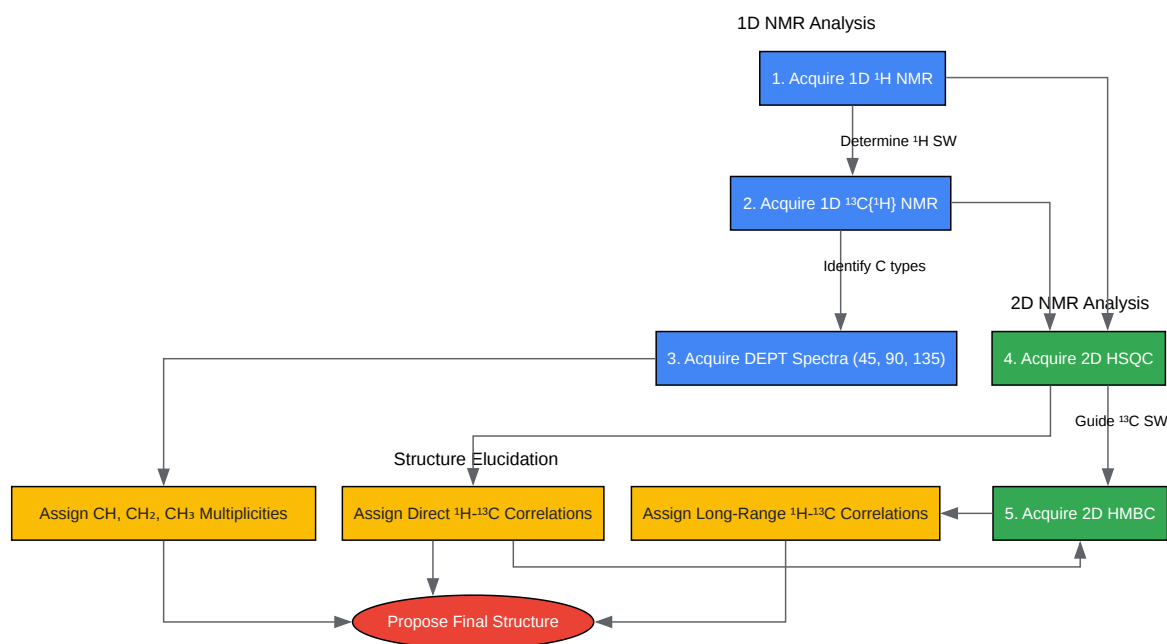 1D NMR Analysis
1. Acquire 1D ¹H NMR
Determine ¹H SW
2. Acquire 1D ¹³C{¹H} NMR
Identify C types
2D NMR Analysis
3. Acquire DEPT Spectra (45, 90, 135)
4. Acquire 2D HSQC
Guide ¹³C SW
Structure Elucidation
Assign CH, CH₂, CH₃ Multiplicities
Assign Direct ¹H-¹³C Correlations
Assign Long-Range ¹H-¹³C Correlations
5. Acquire 2D HMBC
Propose Final Structure